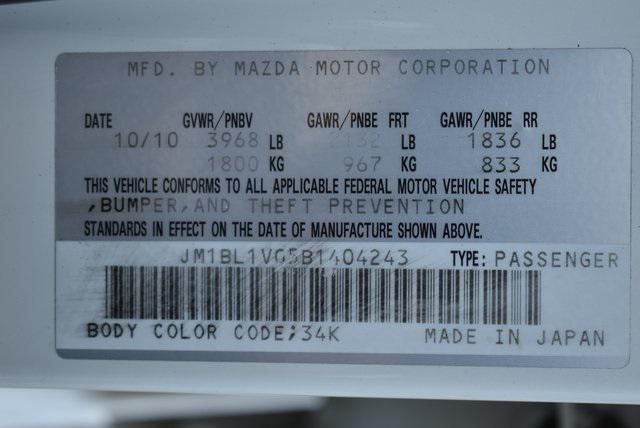 MFD. BY MAZDA MOTOR CORPORATION
DATE GVWR/PNBV GAWR/PNBE FRT GAWR/PNBE RR
10/10 3968 LB 2132 LB 1836 LB
1800 KG 967 KG 833 KG
THIS VEHICLE CONFORMS TO ALL APPLICABLE FEDERAL MOTOR VEHICLE SAFETY
,BUMPER,AND THEFT PREVENTION
STANDARDS IN EFFECT ON THE DATE OF MANUFACTURE SHOWN ABOVE.
JM1BL1VG5B1404243 TYPE: PASSENGER
BODY COLOR CODE;34K MADE IN JAPAN